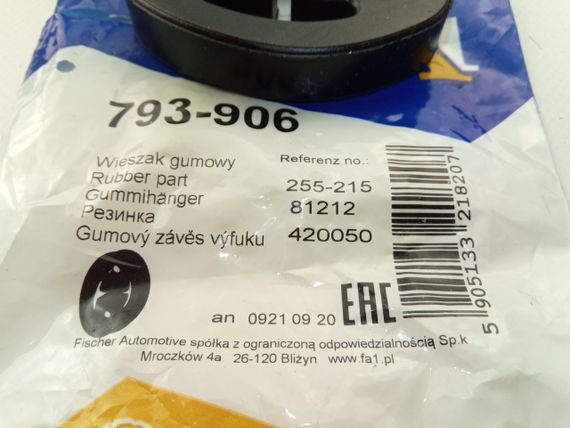 793-906
Wieszak gumowy Referenz no.:
Rubber part 255-215
Gummihänger 81212
Резинка
Gumový závěs výfuku 420050
5 905133 218207
an 0921 09 20 EAC
Fischer Automotive spółka z ograniczoną odpowiedzialnością Sp.k
Mroczków 4a 26-120 Bliżyn www.fa1.pl